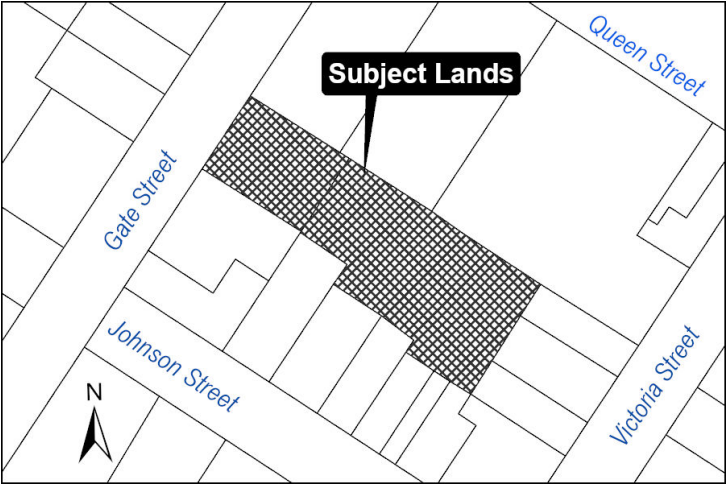 Queen Street
Subject Lands
Gate Street
Johnson Street
Victoria Street
N